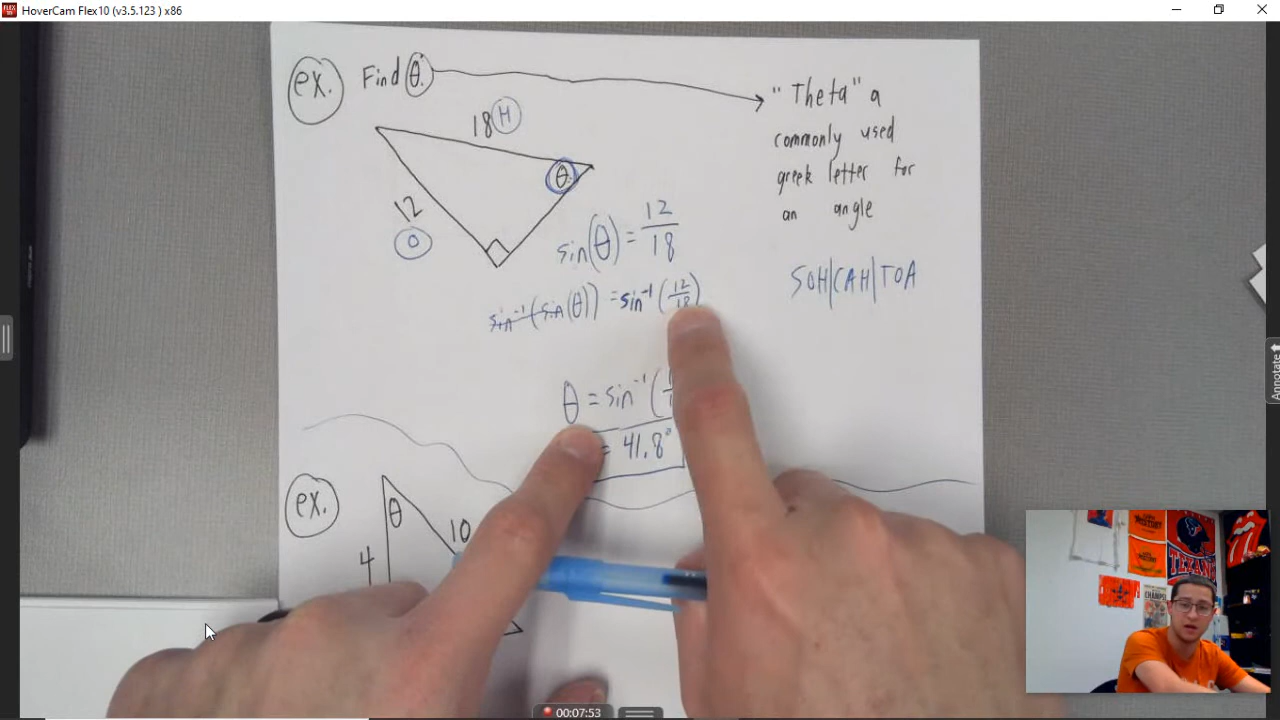 HoverCam Flex10 (v3.5.123 ) x86
ex. Find θ.
"Theta" a
commonly used
greek letter for
an angle
18 H
θ
12
O
sin(θ) = 12/18
sin⁻¹(sin(θ)) = sin⁻¹(12/18)
SOH|CAH|TOA
θ = sin⁻¹(
= 41.8°
ex.
θ
10
4
Annotate
TEXANS
00:07:53